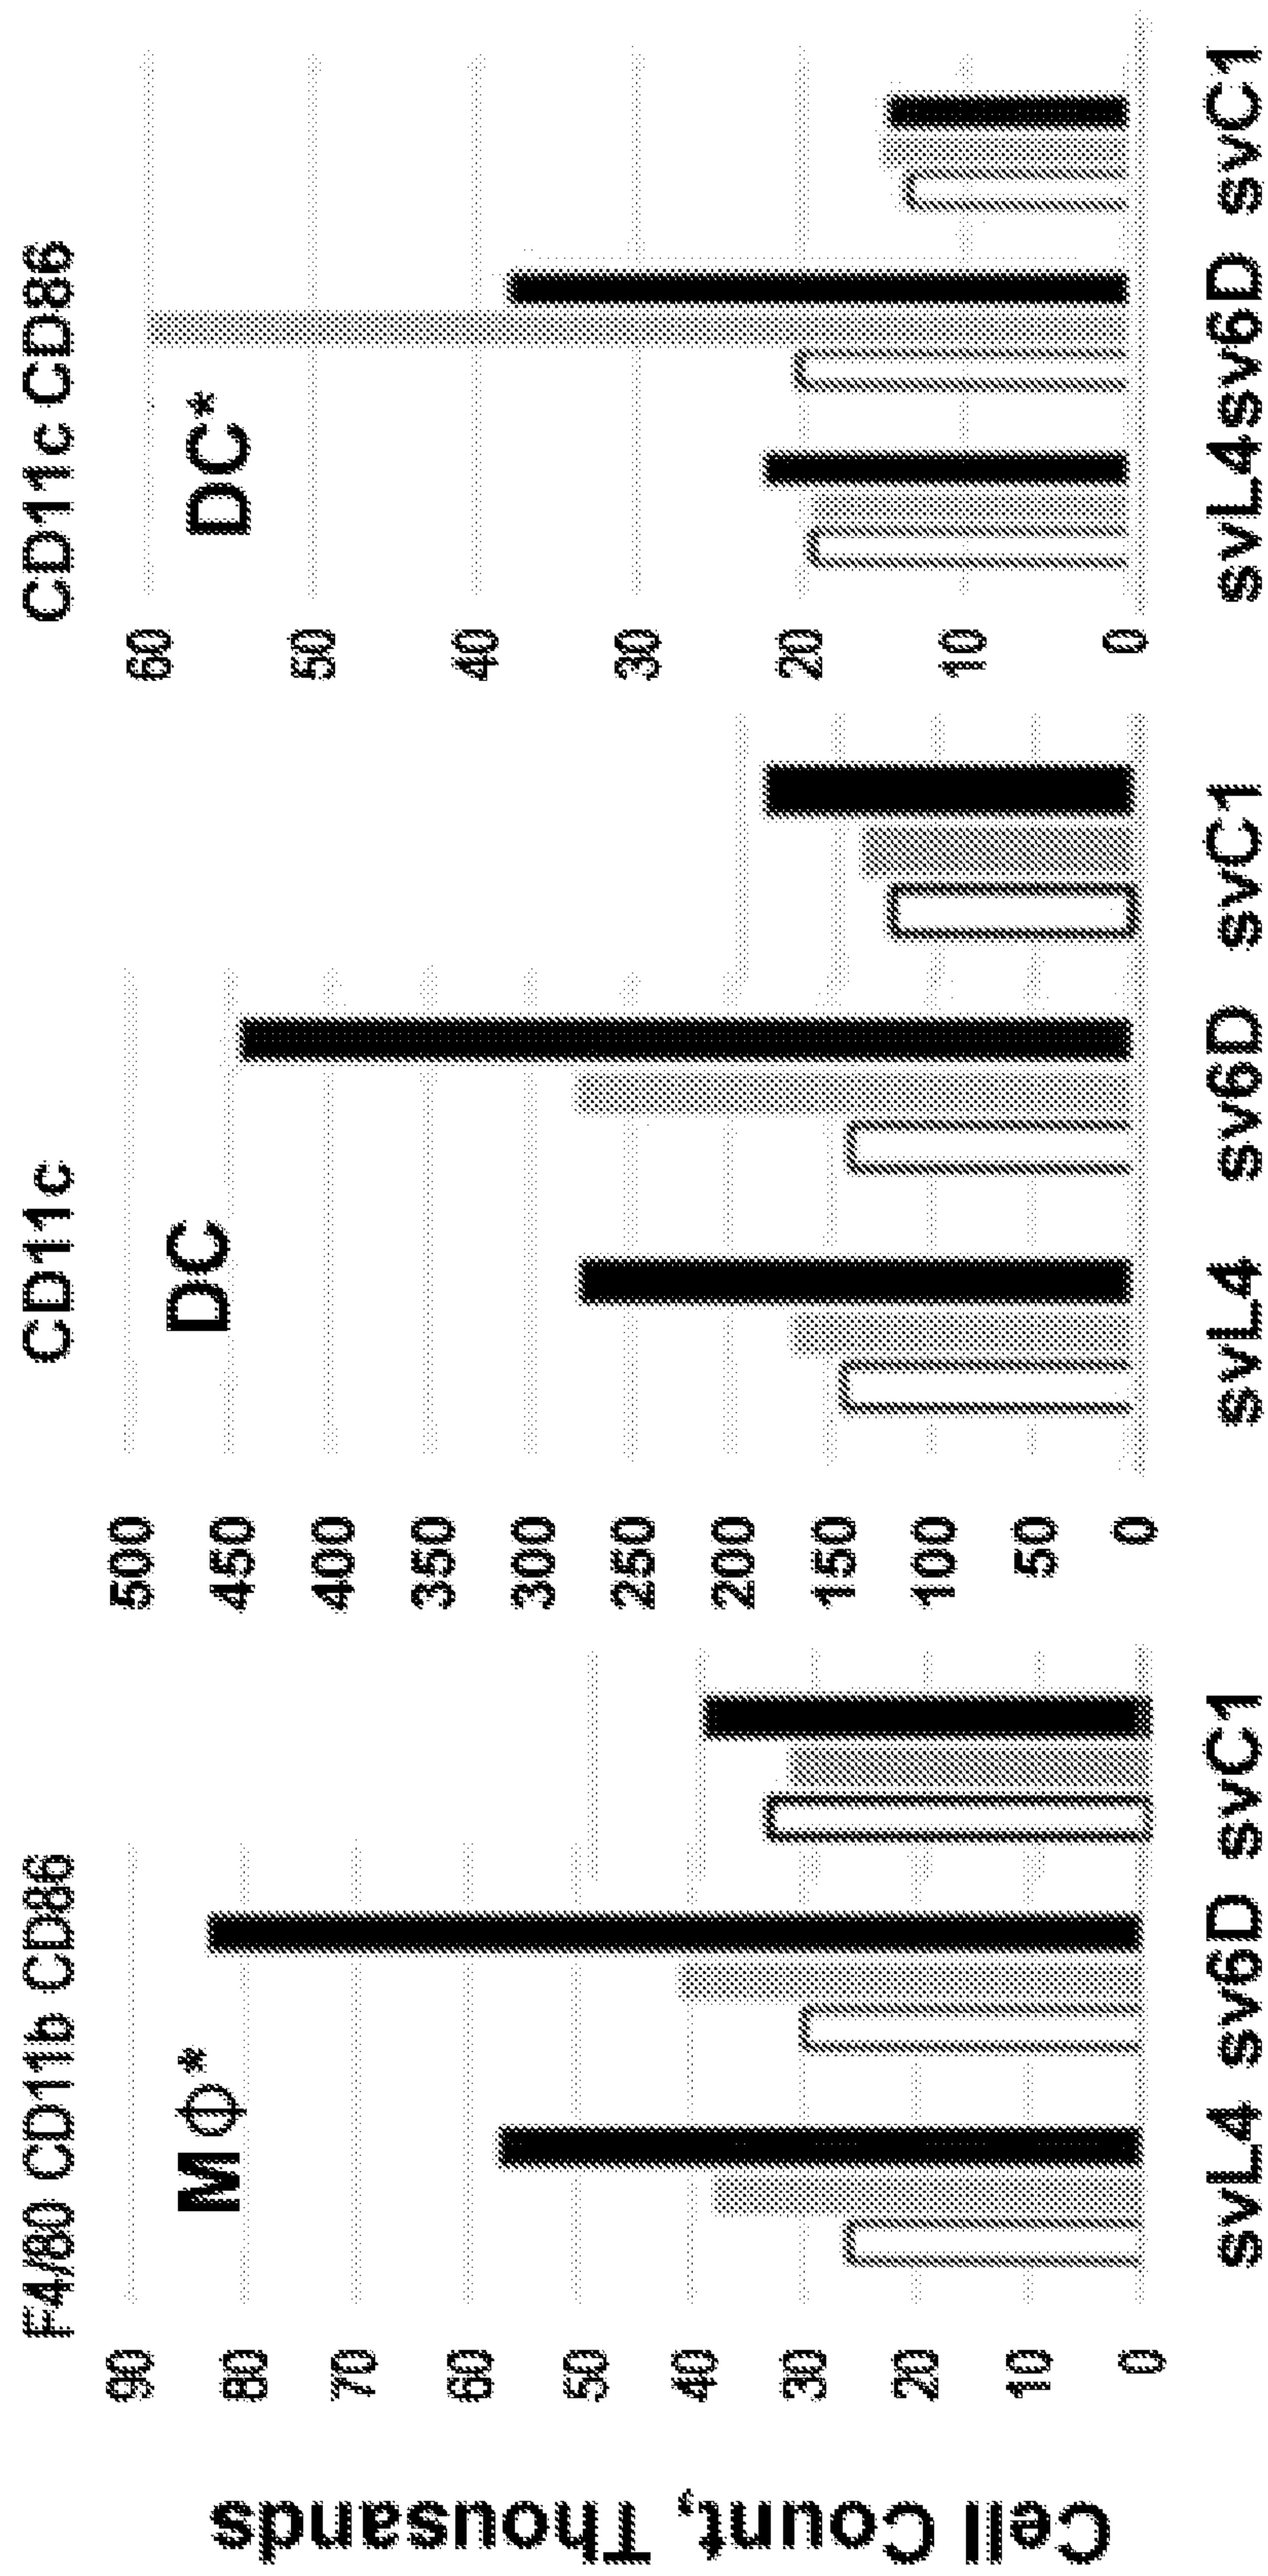 F4/80 CD11b CD86
CD11c
CD11c CD86
MΦ*
DC
DC*
Cell Count, Thousands
90
80
70
60
50
40
30
20
10
0
500
450
400
350
300
250
200
150
100
50
0
60
50
40
30
20
10
0
svL4 sv6D svC1
svL4 sv6D svC1
svL4sv6D svC1